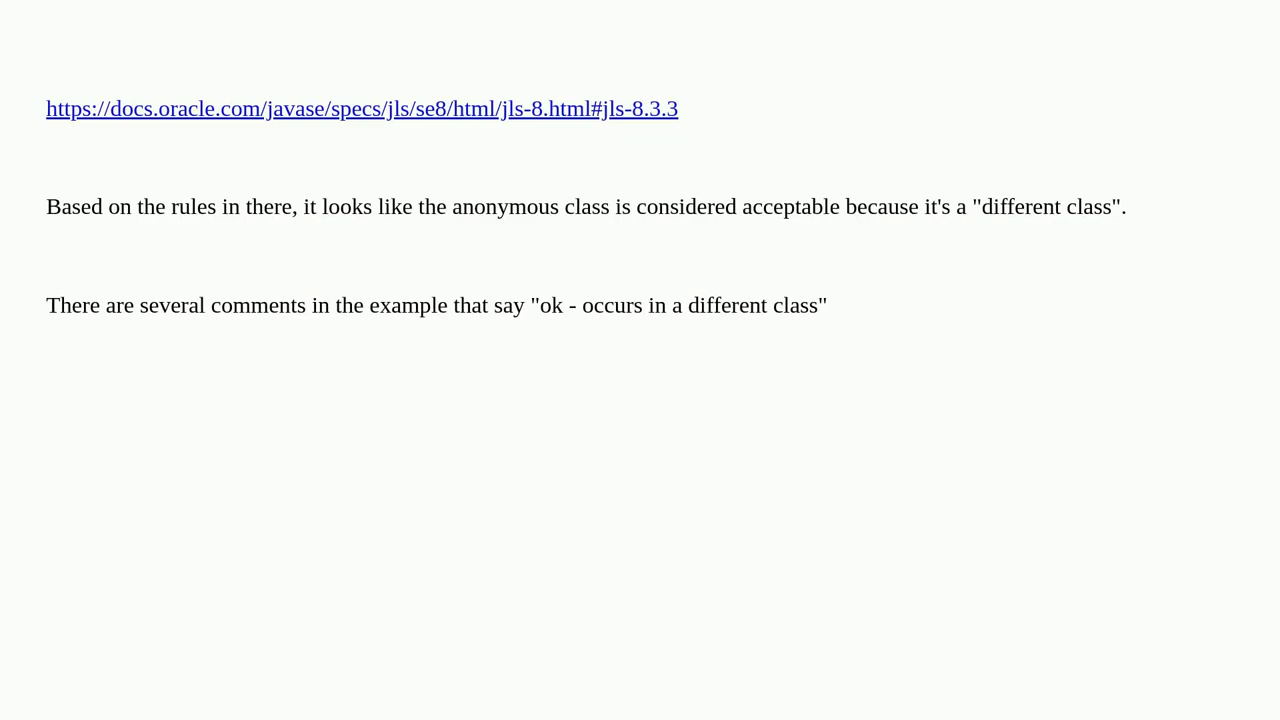 https://docs.oracle.com/javase/specs/jls/se8/html/jls-8.html#jls-8.3.3
Based on the rules in there, it looks like the anonymous class is considered acceptable because it's a "different class".
There are several comments in the example that say "ok - occurs in a different class"